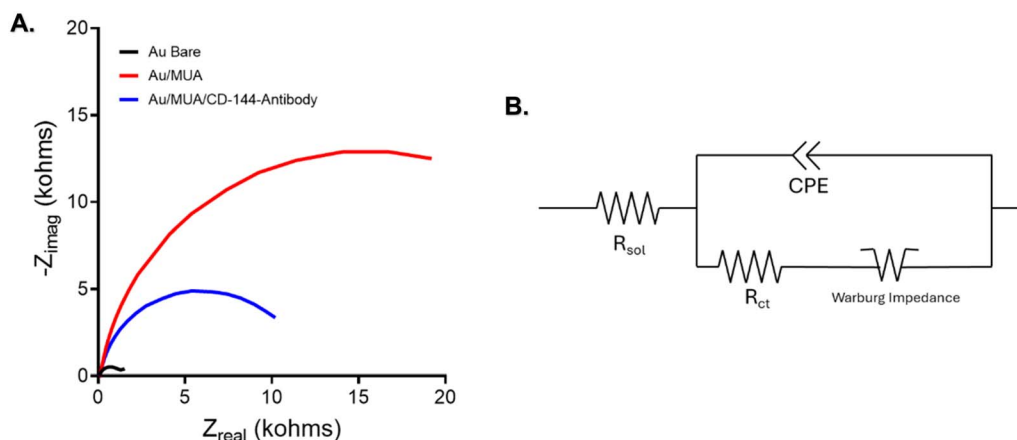 A.
20
15
10
5
0
-Zimag (kohms)
Au Bare
Au/MUA
Au/MUA/CD-144-Antibody
0 5 10 15 20
Zreal (kohms)
B.
CPE
Rsol
Rct
Warburg Impedance